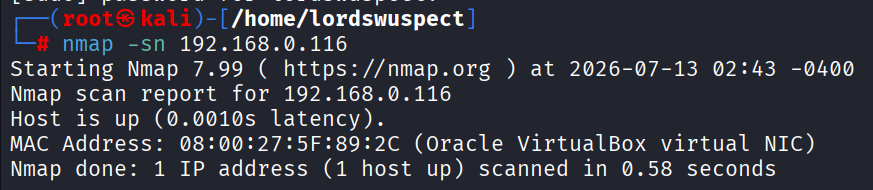 ┌──(root㉿kali)-[/home/lordswuspect]
└─# nmap -sn 192.168.0.116
Starting Nmap 7.99 ( https://nmap.org ) at 2026-07-13 02:43 -0400
Nmap scan report for 192.168.0.116
Host is up (0.0010s latency).
MAC Address: 08:00:27:5F:89:2C (Oracle VirtualBox virtual NIC)
Nmap done: 1 IP address (1 host up) scanned in 0.58 seconds